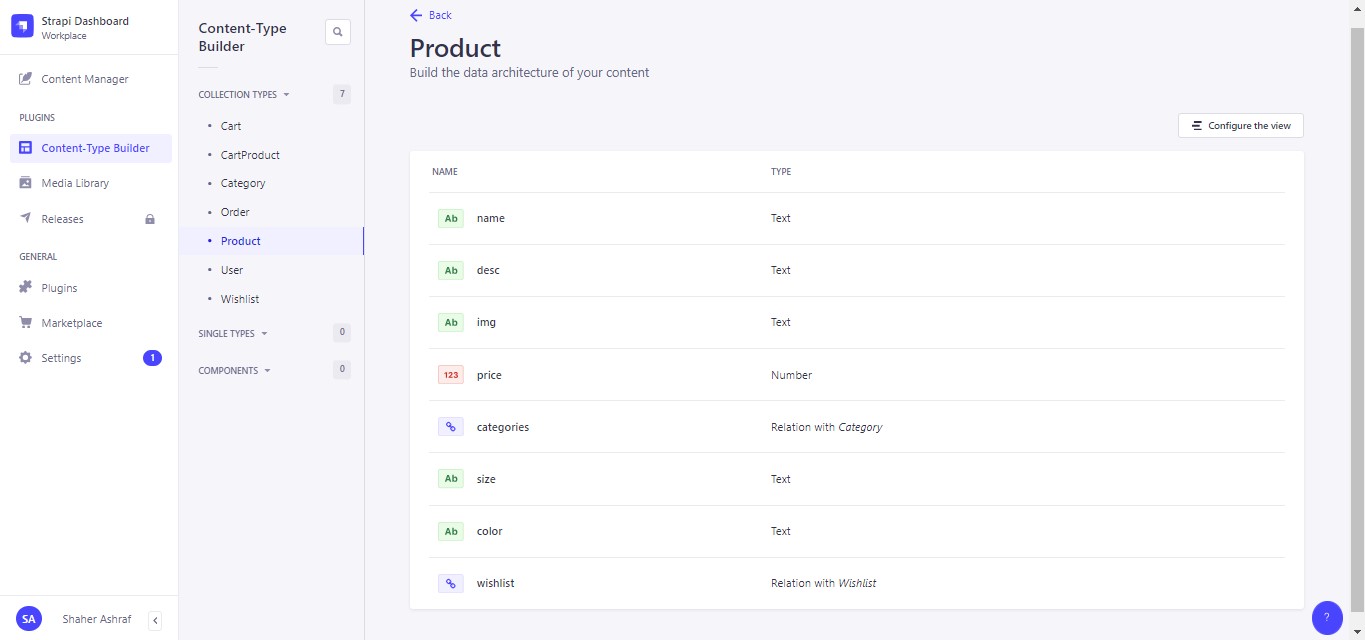 Strapi Dashboard
Workplace
Content Manager
PLUGINS
Content-Type Builder
Media Library
Releases
GENERAL
Plugins
Marketplace
Settings
1
SA
Shaher Ashraf
Content-Type
Builder
COLLECTION TYPES
7
Cart
CartProduct
Category
Order
Product
User
Wishlist
SINGLE TYPES
0
COMPONENTS
0
Back
Product
Build the data architecture of your content
Configure the view
NAME TYPE
Ab name Text
Ab desc Text
Ab img Text
123 price Number
categories Relation with Category
Ab size Text
Ab color Text
wishlist Relation with Wishlist
?